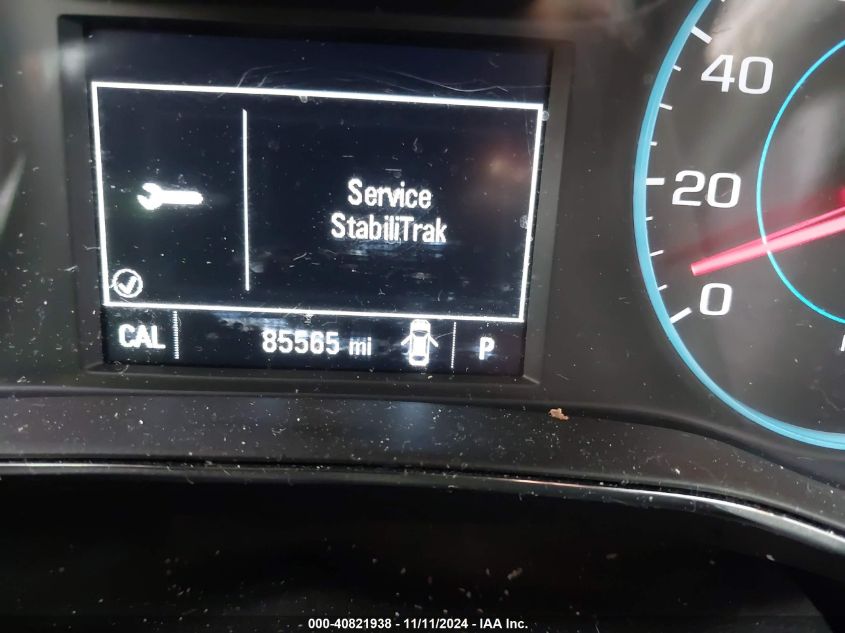 Service
StabiliTrak
CAL
85565 mi
P
40
20
0
000-40821938 - 11/11/2024 - IAA Inc.